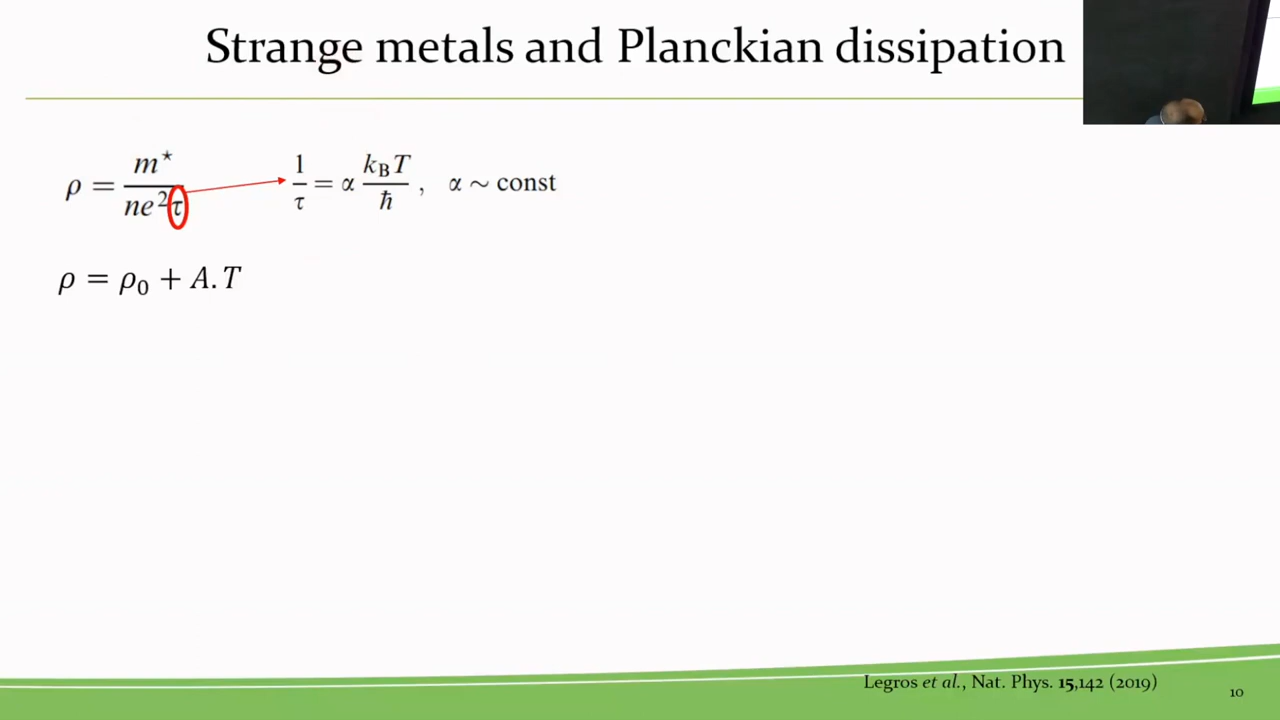 Strange metals and Planckian dissipation
ρ = m⋆ / ne²τ
1/τ = α k_BT/ħ , α ~ const
ρ = ρ₀ + A.T
Legros et al., Nat. Phys. 15,142 (2019)
10